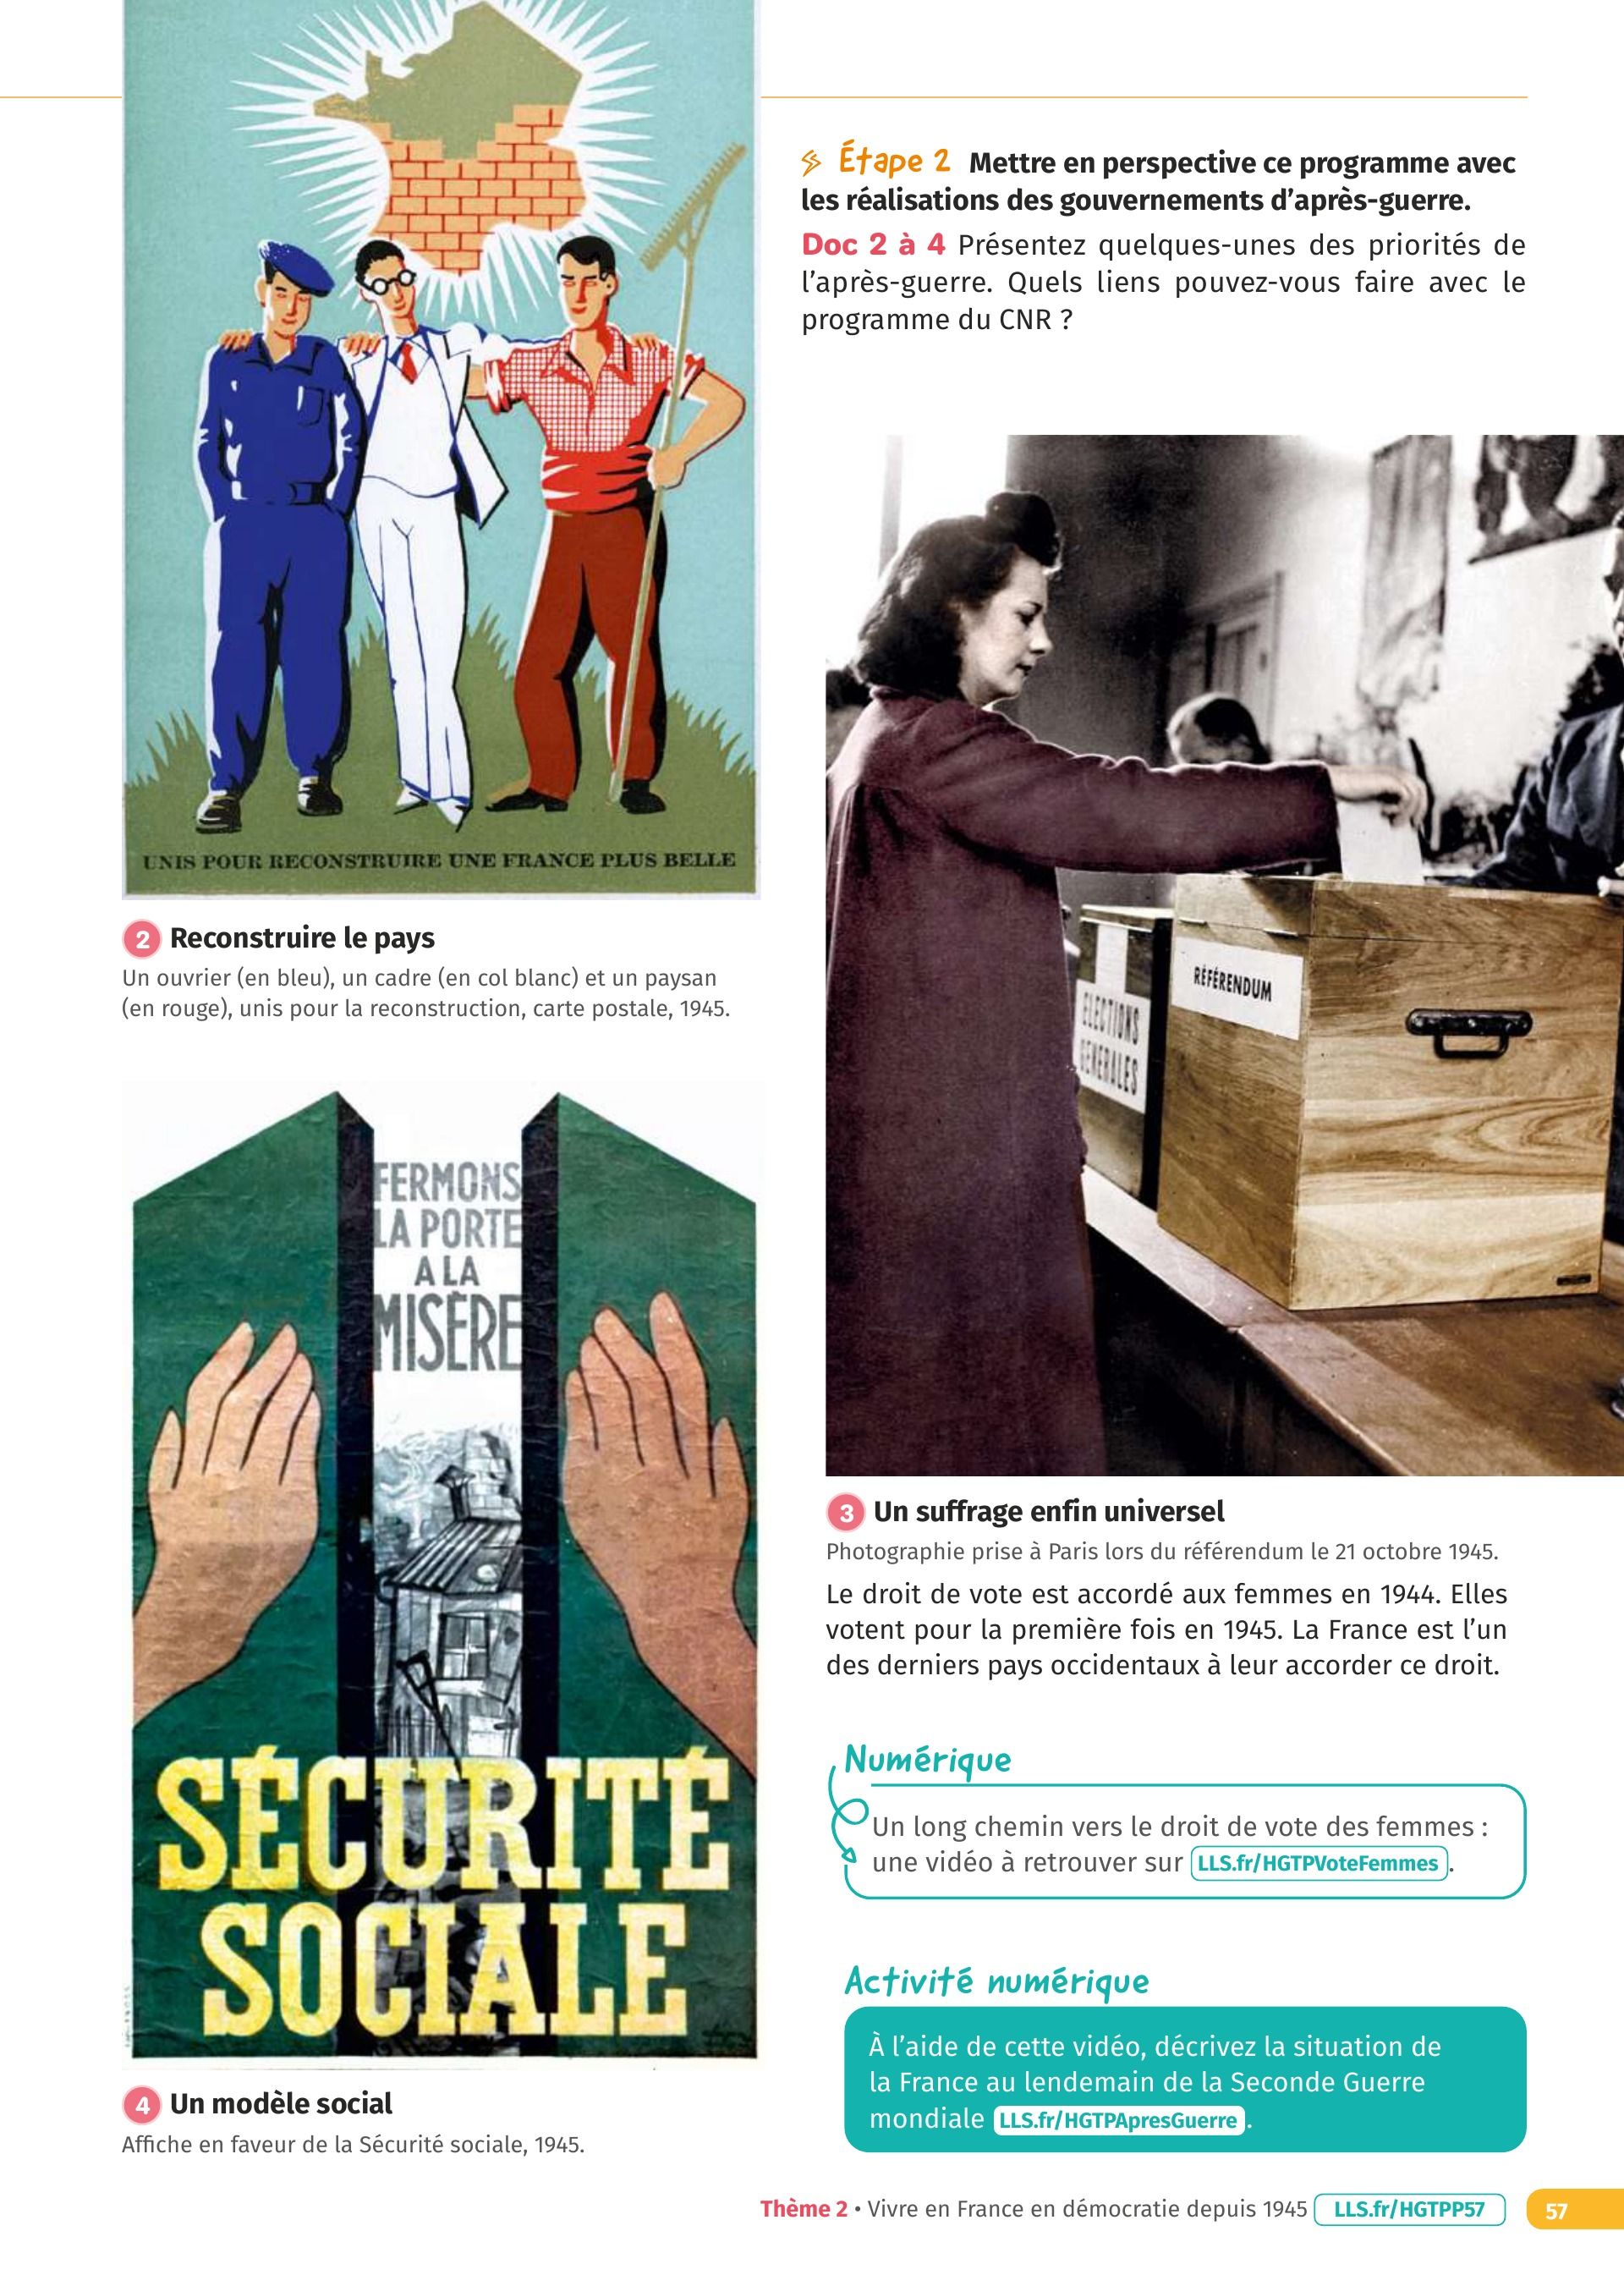 UNIS POUR RECONSTRUIRE UNE FRANCE PLUS BELLE
2 Reconstruire le pays
Un ouvrier (en bleu), un cadre (en col blanc) et un paysan
(en rouge), unis pour la reconstruction, carte postale, 1945.
FERMONS
LA PORTE
A LA
MISÈRE
SÉCURITÉ
SOCIALE
4 Un modèle social
Affiche en faveur de la Sécurité sociale, 1945.
Étape 2 Mettre en perspective ce programme avec
les réalisations des gouvernements d’après-guerre.
Doc 2 à 4 Présentez quelques-unes des priorités de
l’après-guerre. Quels liens pouvez-vous faire avec le
programme du CNR ?
RÉFÉRENDUM
ELECTIONS
GENERALES
3 Un suffrage enfin universel
Photographie prise à Paris lors du référendum le 21 octobre 1945.
Le droit de vote est accordé aux femmes en 1944. Elles
votent pour la première fois en 1945. La France est l’un
des derniers pays occidentaux à leur accorder ce droit.
Numérique
Un long chemin vers le droit de vote des femmes :
une vidéo à retrouver sur LLS.fr/HGTPVoteFemmes.
Activité numérique
À l’aide de cette vidéo, décrivez la situation de
la France au lendemain de la Seconde Guerre
mondiale LLS.fr/HGTPApresGuerre.
Thème 2 • Vivre en France en démocratie depuis 1945 LLS.fr/HGTPP57 57